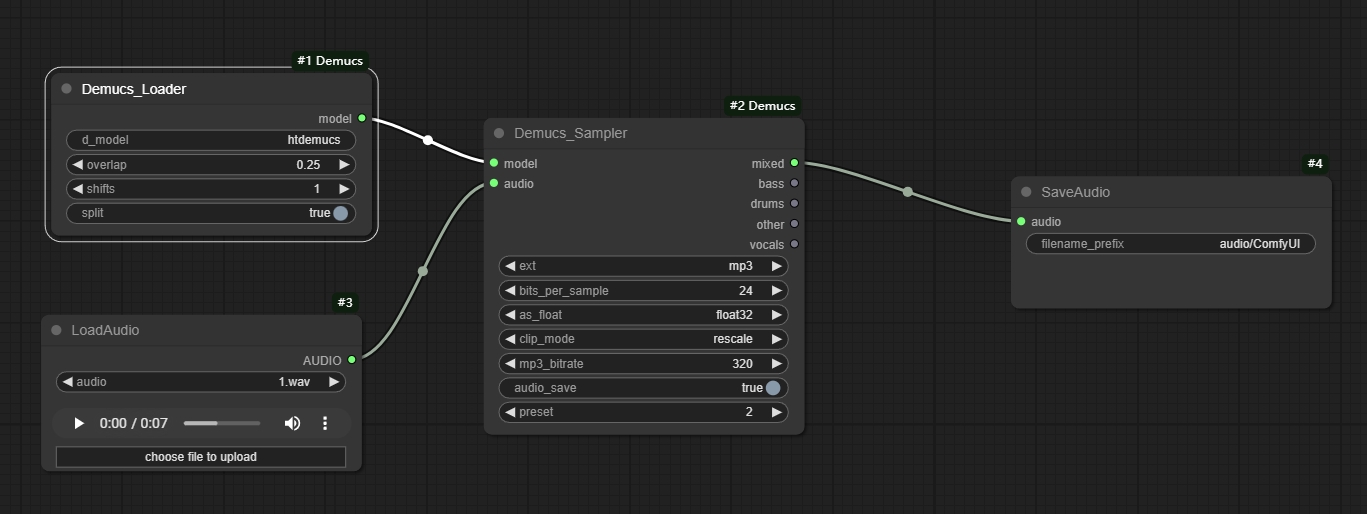 #1 Demucs
Demucs_Loader
model
d_model htdemucs
overlap 0.25
shifts 1
split true
#3
LoadAudio
AUDIO
audio 1.wav
0:00 / 0:07
choose file to upload
#2 Demucs
Demucs_Sampler
model mixed
audio bass
drums
other
vocals
ext mp3
bits_per_sample 24
as_float float32
clip_mode rescale
mp3_bitrate 320
audio_save true
preset 2
#4
SaveAudio
audio
filename_prefix audio/ComfyUI